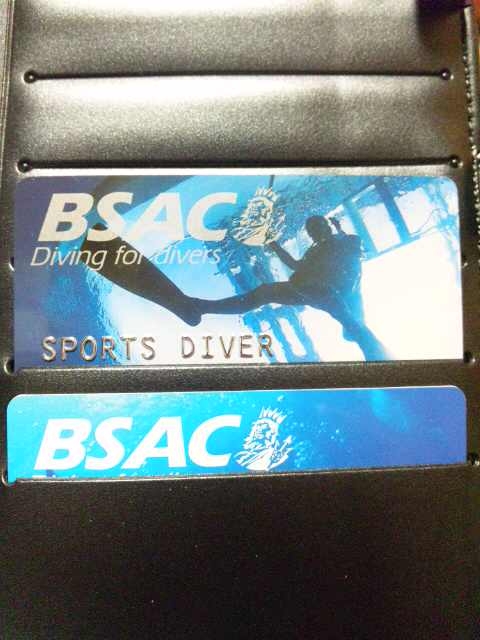 BSAC
Diving for divers
SPORTS DIVER
BSAC